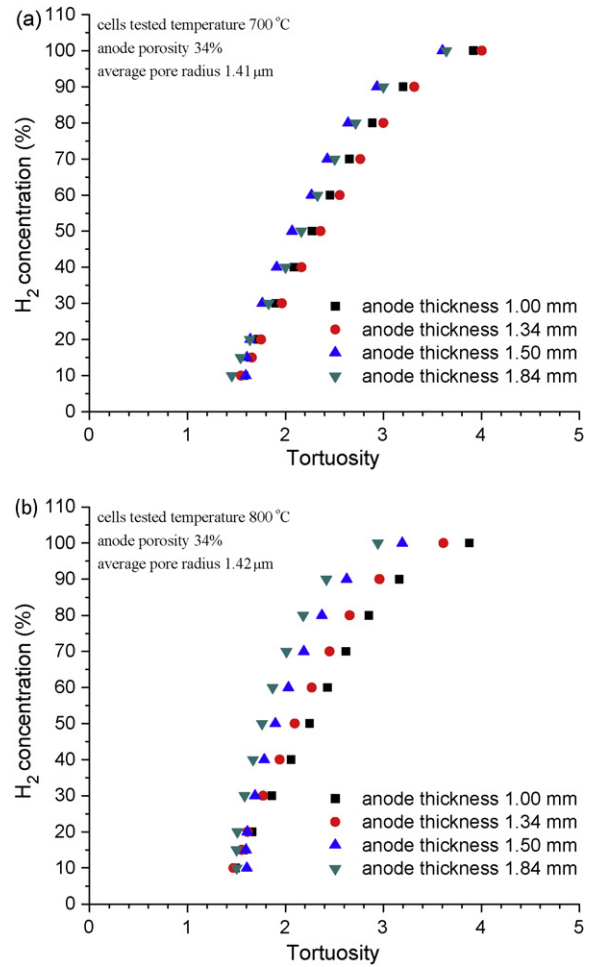 (a)
cells tested temperature 700 °C
anode porosity 34%
average pore radius 1.41 μm
110
100
90
80
70
60
50
40
30
20
10
0
H2 concentration (%)
anode thickness 1.00 mm
anode thickness 1.34 mm
anode thickness 1.50 mm
anode thickness 1.84 mm
0 1 2 3 4 5
Tortuosity
(b)
cells tested temperature 800 °C
anode porosity 34%
average pore radius 1.42 μm
110
100
90
80
70
60
50
40
30
20
10
0
H2 concentration (%)
anode thickness 1.00 mm
anode thickness 1.34 mm
anode thickness 1.50 mm
anode thickness 1.84 mm
0 1 2 3 4 5
Tortuosity